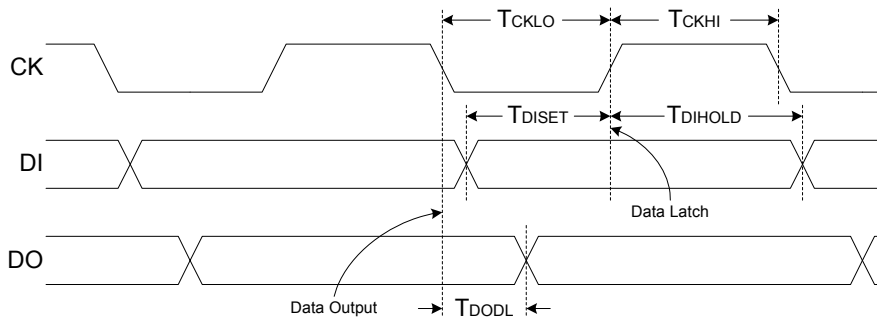 TCKLO TCKHI
CK
TDISET TDIHOLD
DI
Data Latch
DO
Data Output
TDODL